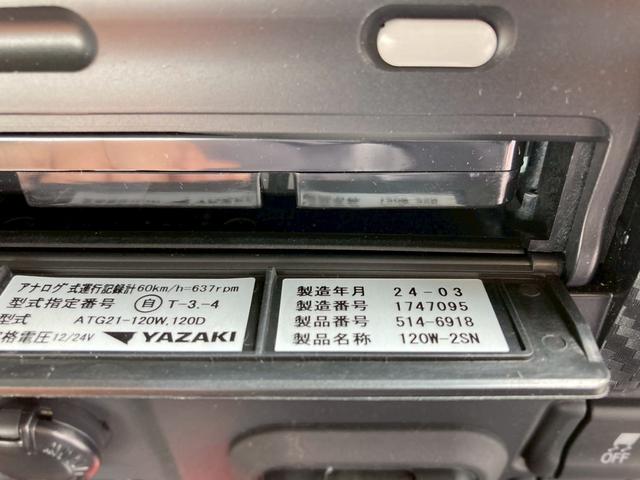 アナログ式運行記録計60km/h=637rpm
型式指定番号 自 T-3.-4
型式 ATG21-120W,120D
格電圧12/24V YAZAKI
製造年月 24-03
製造番号 1747095
製品番号 514-6918
製品名称 120W-2SN
OFF